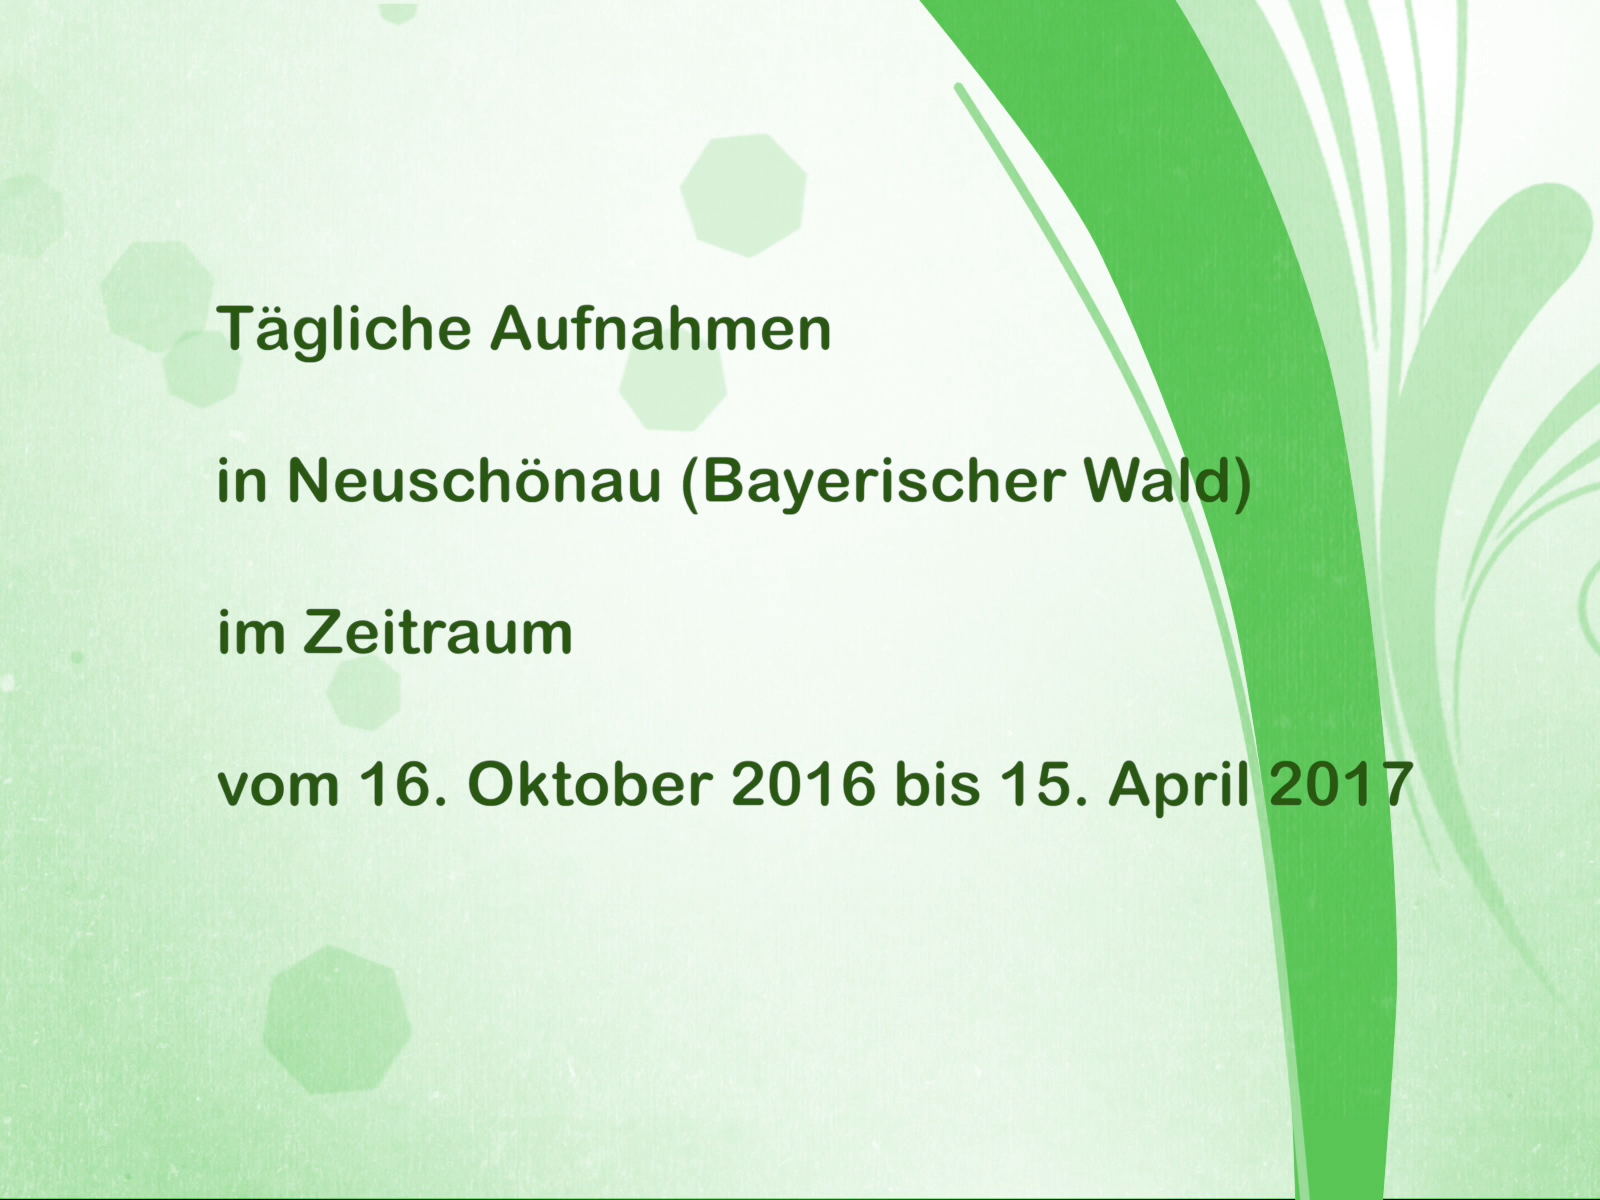 Tägliche Aufnahmen
in Neuschönau (Bayerischer Wald)
im Zeitraum
vom 16. Oktober 2016 bis 15. April 2017